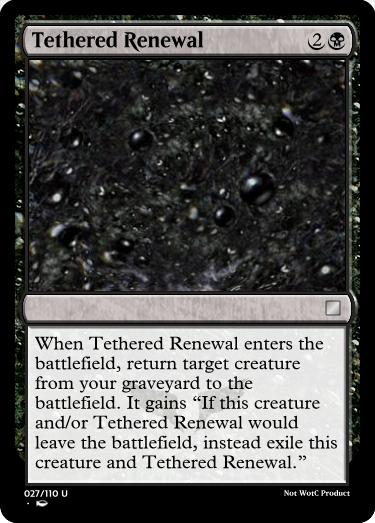 Tethered Renewal 2
When Tethered Renewal enters the
battlefield, return target creature
from your graveyard to the
battlefield. It gains “If this creature
and/or Tethered Renewal would
leave the battlefield, instead exile this
creature and Tethered Renewal.”
027/110 U Not WotC Product